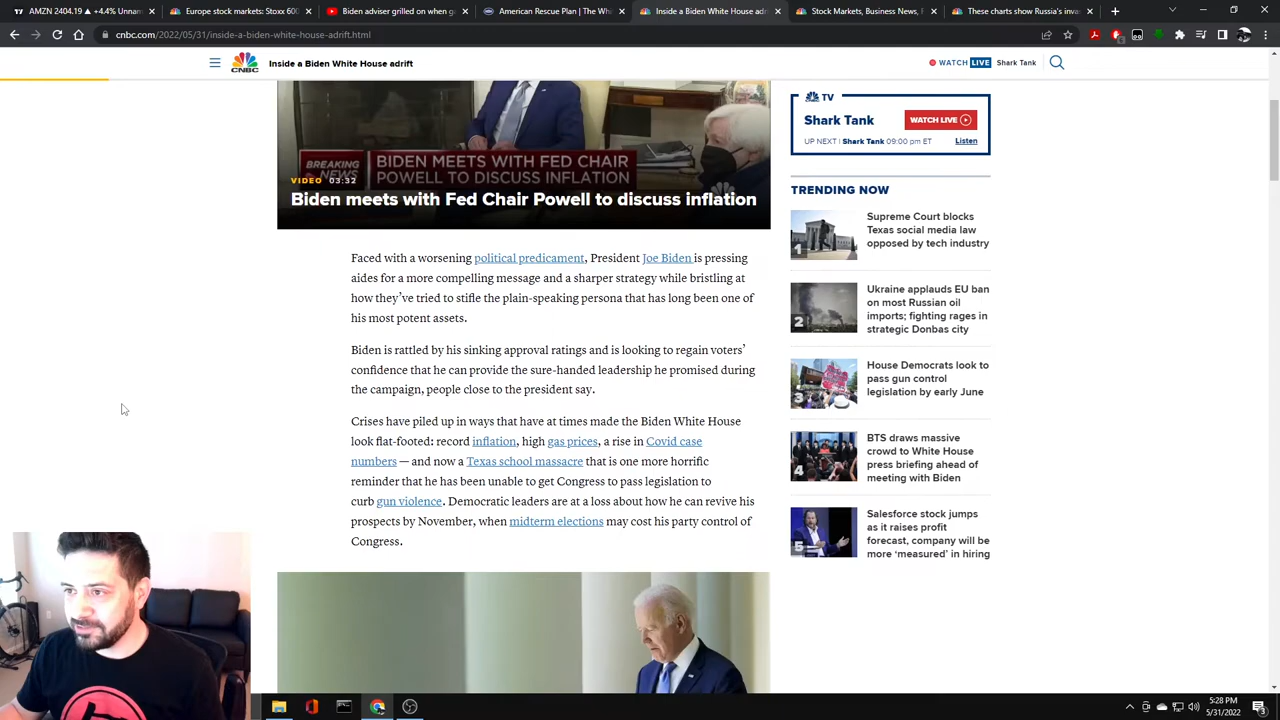 AMZN 2404.19 ▲ +4.4% Unnamed
Europe stock markets: Stoxx 600
Biden adviser grilled on when go
American Rescue Plan | The Whi
Inside a Biden White House adri
Stock Markets, Business News, F
Three charts show Russia's inva
cnbc.com/2022/05/31/inside-a-biden-white-house-adrift.html
CNBC
Inside a Biden White House adrift
WATCH LIVE Shark Tank
BREAKING NEWS
BIDEN MEETS WITH FED CHAIR
POWELL TO DISCUSS INFLATION
VIDEO 03:32
Biden meets with Fed Chair Powell to discuss inflation
TV
Shark Tank
WATCH LIVE
UP NEXT | Shark Tank 09:00 pm ET
Listen
Faced with a worsening political predicament, President Joe Biden is pressing
aides for a more compelling message and a sharper strategy while bristling at
how they've tried to stifle the plain-speaking persona that has long been one of
his most potent assets.
Biden is rattled by his sinking approval ratings and is looking to regain voters'
confidence that he can provide the sure-handed leadership he promised during
the campaign, people close to the president say.
Crises have piled up in ways that have at times made the Biden White House
look flat-footed: record inflation, high gas prices, a rise in Covid case
numbers — and now a Texas school massacre that is one more horrific
reminder that he has been unable to get Congress to pass legislation to
curb gun violence. Democratic leaders are at a loss about how he can revive his
prospects by November, when midterm elections may cost his party control of
Congress.
TRENDING NOW
1
Supreme Court blocks
Texas social media law
opposed by tech industry
2
Ukraine applauds EU ban
on most Russian oil
imports; fighting rages in
strategic Donbas city
3
House Democrats look to
pass gun control
legislation by early June
4
BTS draws massive
crowd to White House
press briefing ahead of
meeting with Biden
5
Salesforce stock jumps
as it raises profit
forecast, company will be
more 'measured' in hiring
5:28 PM
5/31/2022